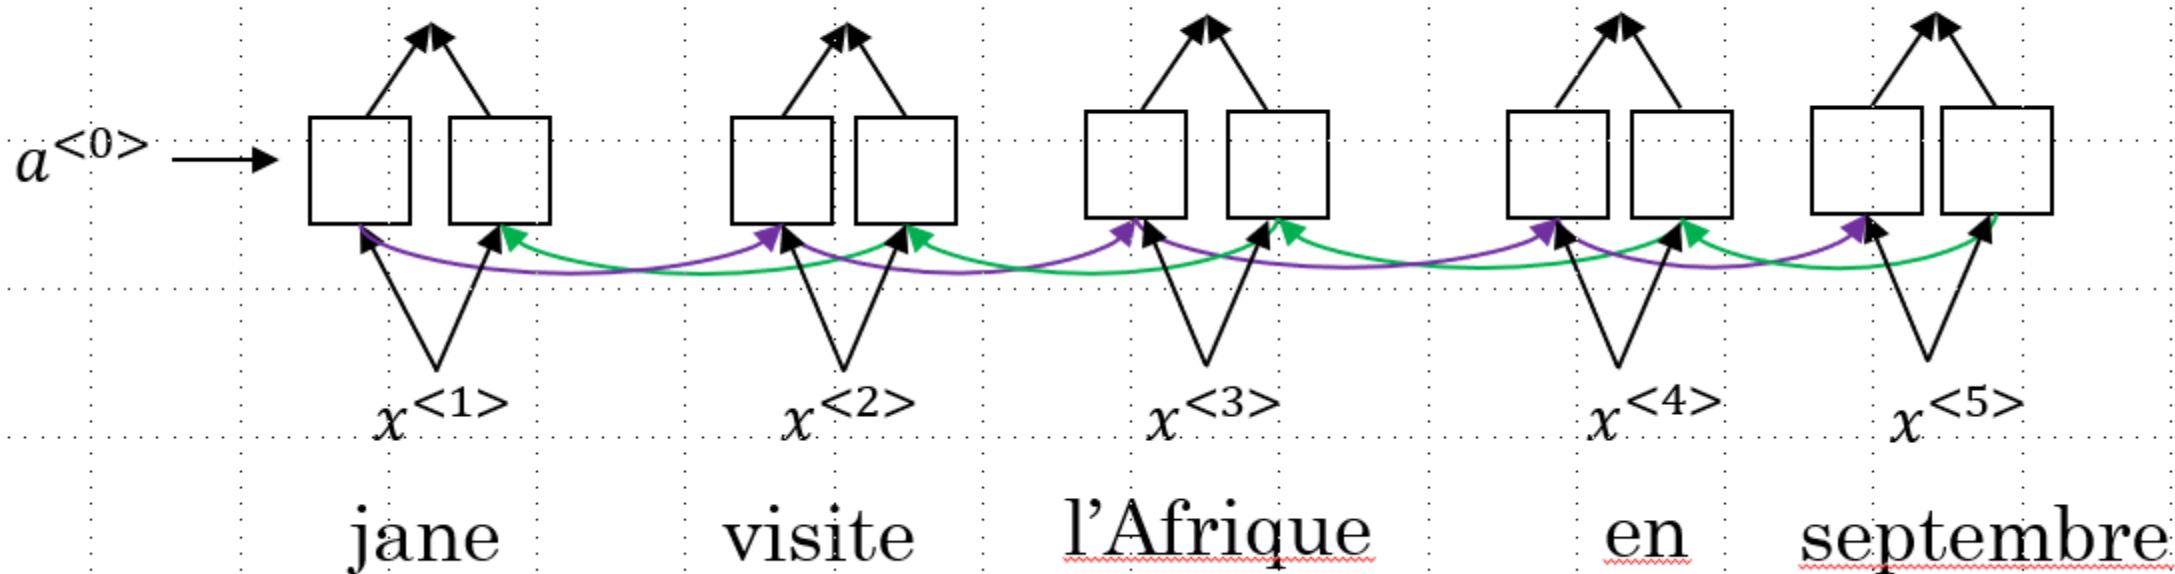 a<0>
x<1> x<2> x<3> x<4> x<5>
jane visite l'Afrique en septembre